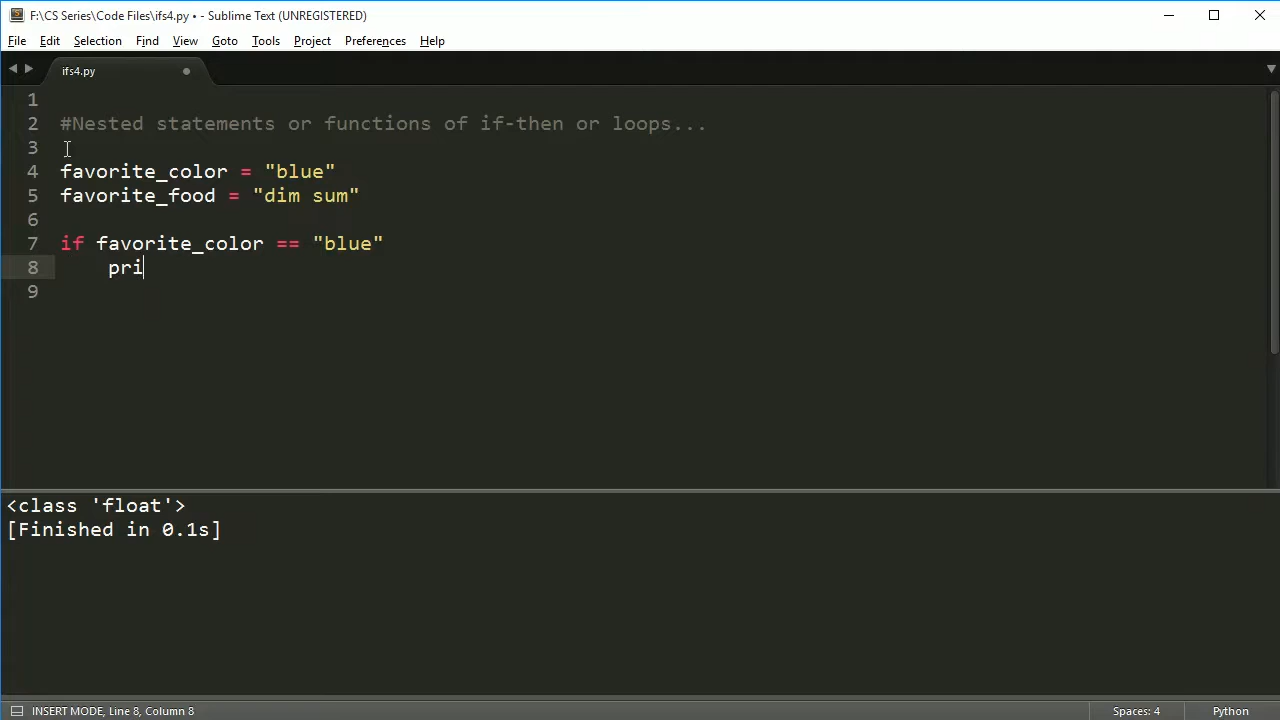 F:\CS Series\Code Files\ifs4.py • - Sublime Text (UNREGISTERED)
File Edit Selection Find View Goto Tools Project Preferences Help
ifs4.py
1
2 #Nested statements or functions of if-then or loops...
3
4 favorite_color = "blue"
5 favorite_food = "dim sum"
6
7 if favorite_color == "blue"
8     pri
9
<class 'float'>
[Finished in 0.1s]
INSERT MODE, Line 8, Column 8 Spaces: 4 Python